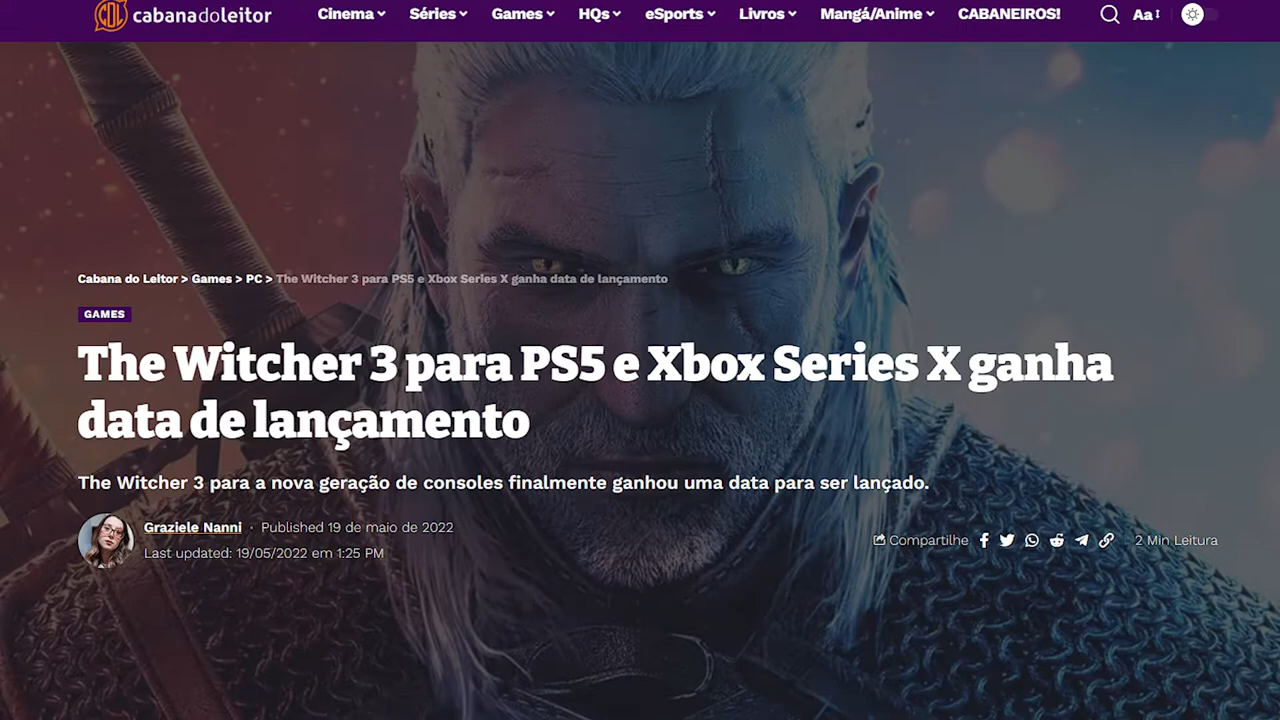 CDL cabanadoleitor Cinema Séries Games HQs eSports Livros Mangá/Anime CABANEIROS! Aa
Cabana do Leitor > Games > PC > The Witcher 3 para PS5 e Xbox Series X ganha data de lançamento
GAMES
The Witcher 3 para PS5 e Xbox Series X ganha
data de lançamento
The Witcher 3 para a nova geração de consoles finalmente ganhou uma data para ser lançado.
Graziele Nanni · Published 19 de maio de 2022
Last updated: 19/05/2022 em 1:25 PM
Compartilhe 2 Min Leitura